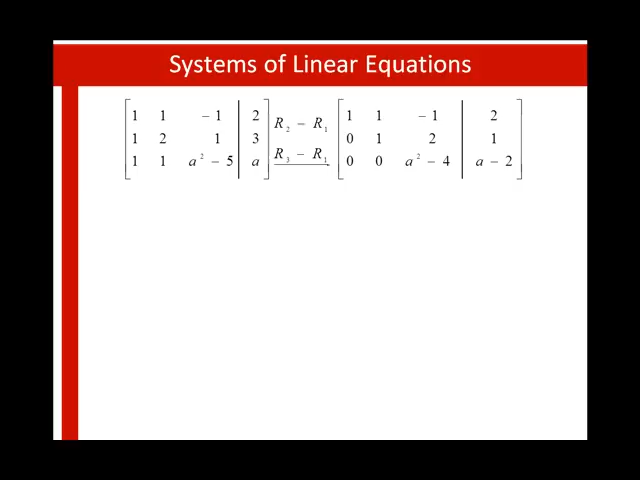 Systems of Linear Equations
1 1 − 1 2 R₂ − R₁ 1 1 − 1 2
1 2 1 3 0 1 2 1
1 1 a² − 5 a R₃ − R₁ 0 0 a² − 4 a − 2